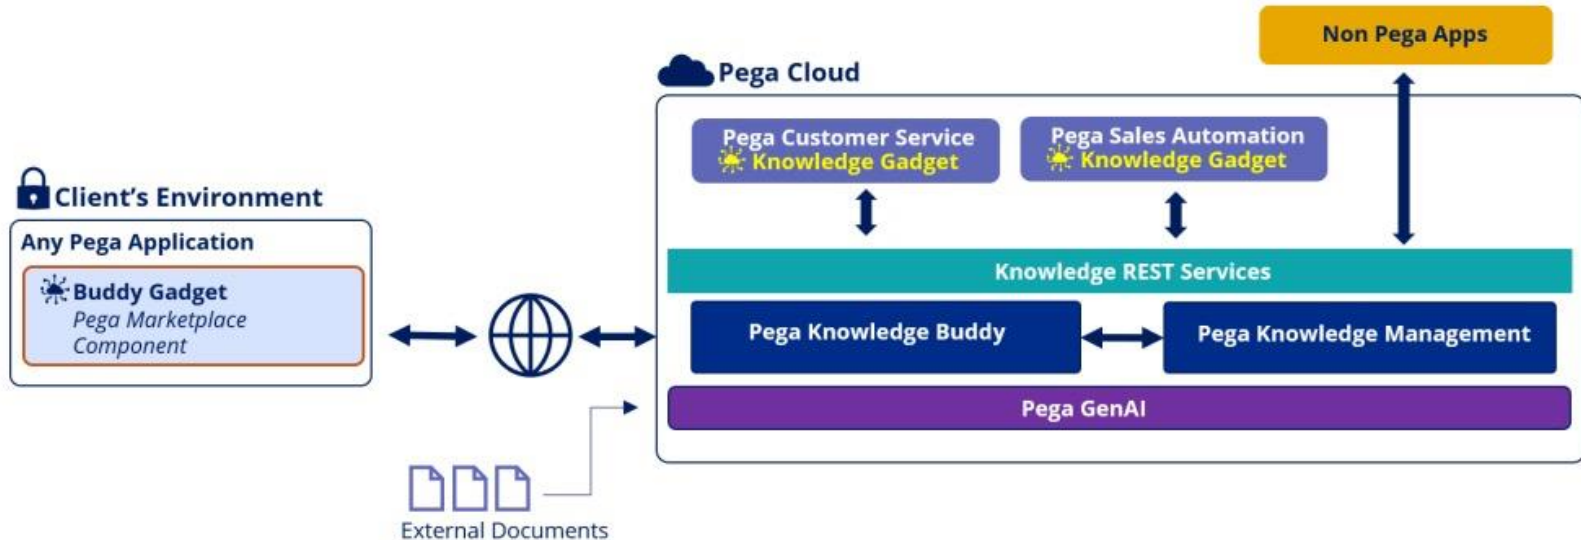 Non Pega Apps
Pega Cloud
Pega Customer Service
Knowledge Gadget
Pega Sales Automation
Knowledge Gadget
Client’s Environment
Any Pega Application
Buddy Gadget
Pega Marketplace
Component
Knowledge REST Services
Pega Knowledge Buddy
Pega Knowledge Management
Pega GenAI
External Documents